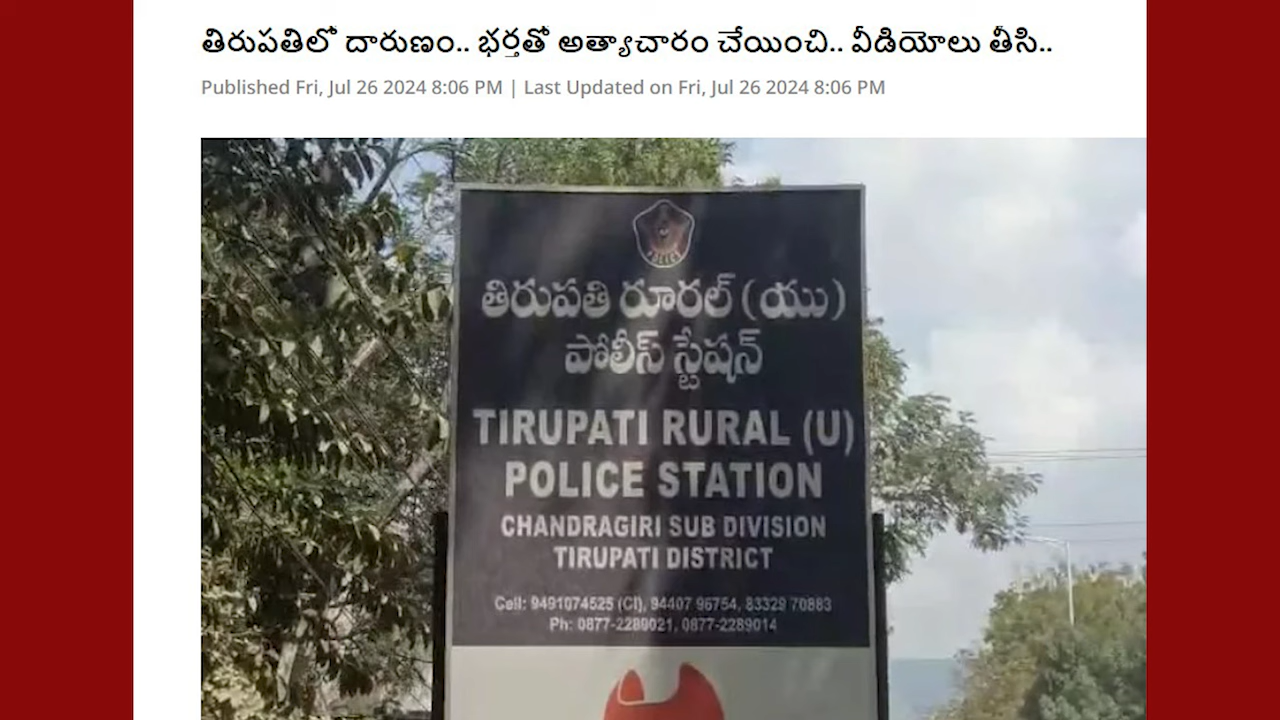 తిరుపతిలో దారుణం.. భర్తతో అత్యాచారం చేయించి.. వీడియోలు తీసి..
Published Fri, Jul 26 2024 8:06 PM | Last Updated on Fri, Jul 26 2024 8:06 PM
POLICE
తిరుపతి రూరల్ (యు)
పోలీస్ స్టేషన్
TIRUPATI RURAL (U)
POLICE STATION
CHANDRAGIRI SUB DIVISION
TIRUPATI DISTRICT
Cell: 9491074525 (CI), 94407 96754, 83329 70883
Ph: 0877-2289021, 0877-2289014